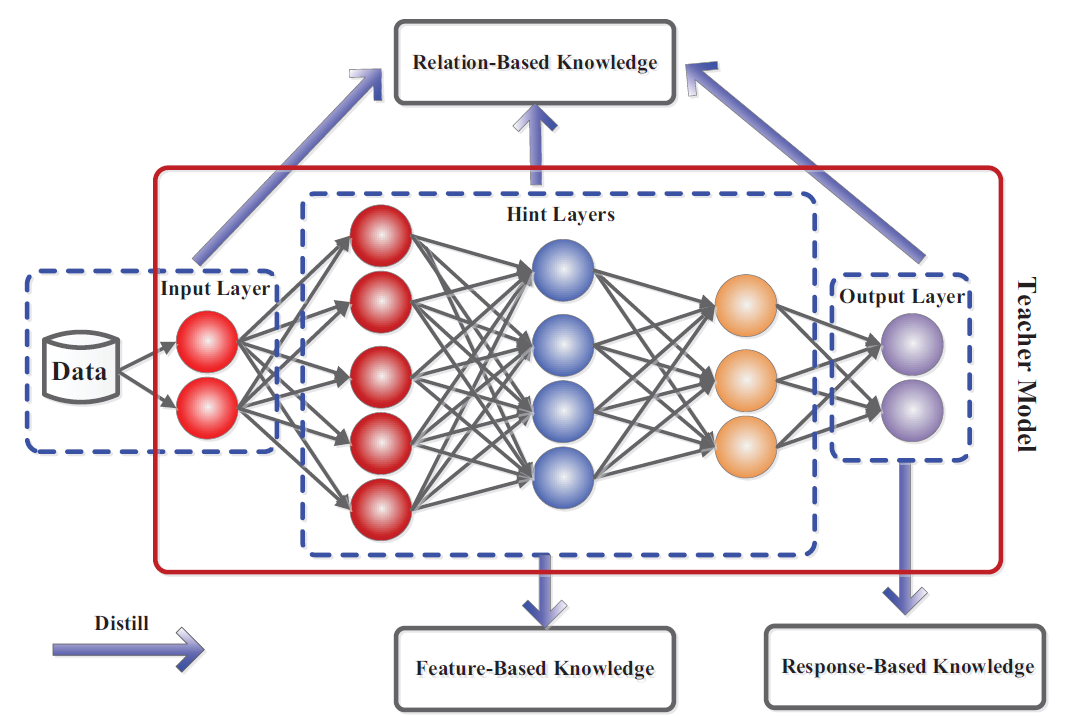 Relation-Based Knowledge
Hint Layers
Input Layer
Output Layer
Data
Teacher Model
Distill
Feature-Based Knowledge
Response-Based Knowledge